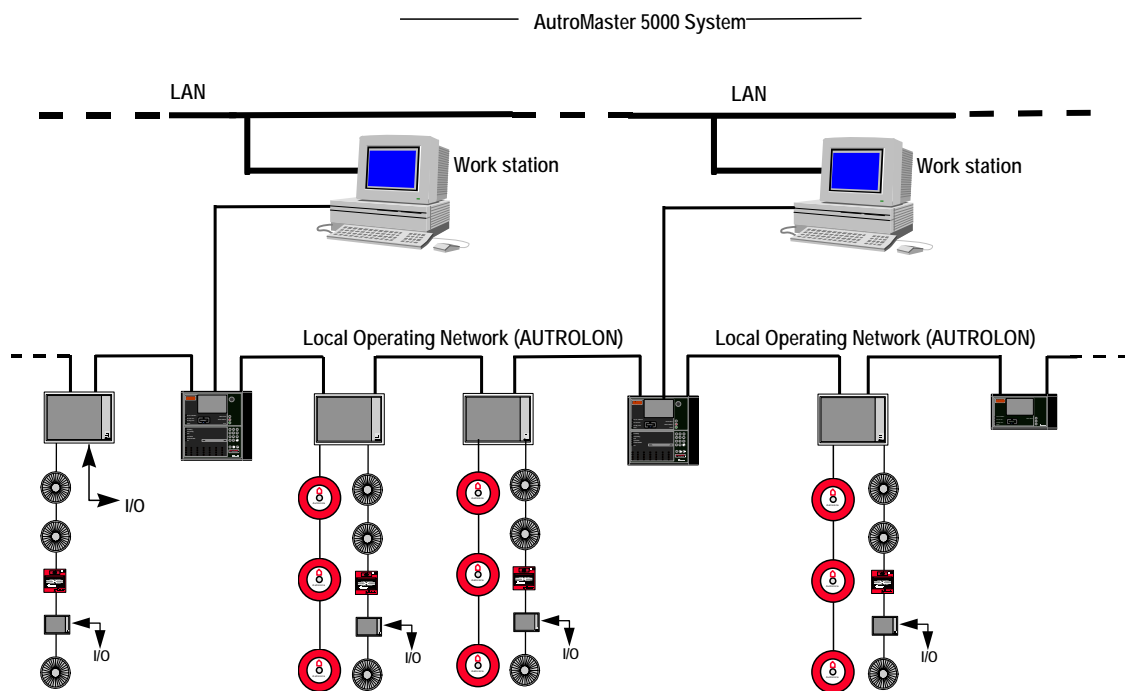 AutroMaster 5000 System
LAN
LAN
Work station
Work station
Local Operating Network (AUTROLON)
Local Operating Network (AUTROLON)
I/O
I/O
I/O
I/O
I/O